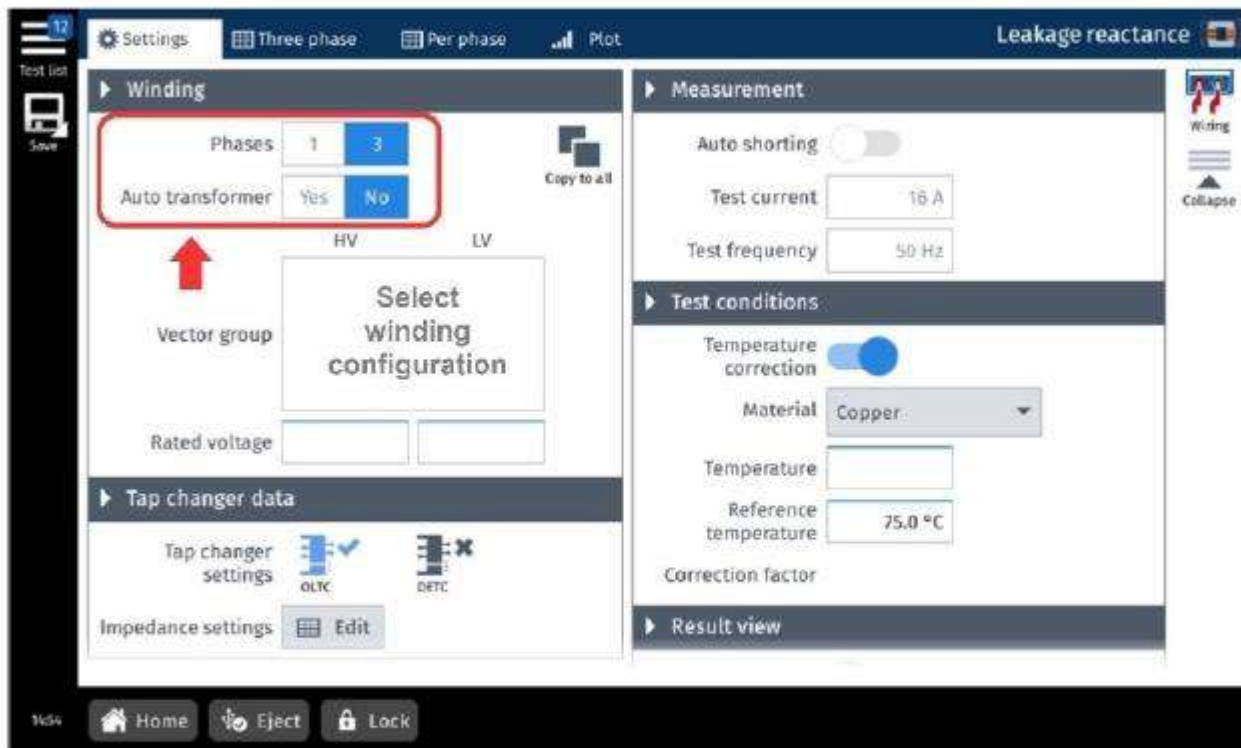 12
Settings
Three phase
Per phase
Plot
Leakage reactance
Test list
Save
Winding
Phases 1 3
Auto transformer Yes No
Copy to all
HV LV
Vector group
Select
winding
configuration
Rated voltage
Tap changer data
Tap changer
settings
OLTC
DETC
Impedance settings Edit
Measurement
Auto shorting
Test current 16 A
Test frequency 50 Hz
Test conditions
Temperature
correction
Material Copper
Temperature
Reference
temperature
75.0 °C
Correction factor
Result view
Wiring
Collapse
14:54
Home
Eject
Lock